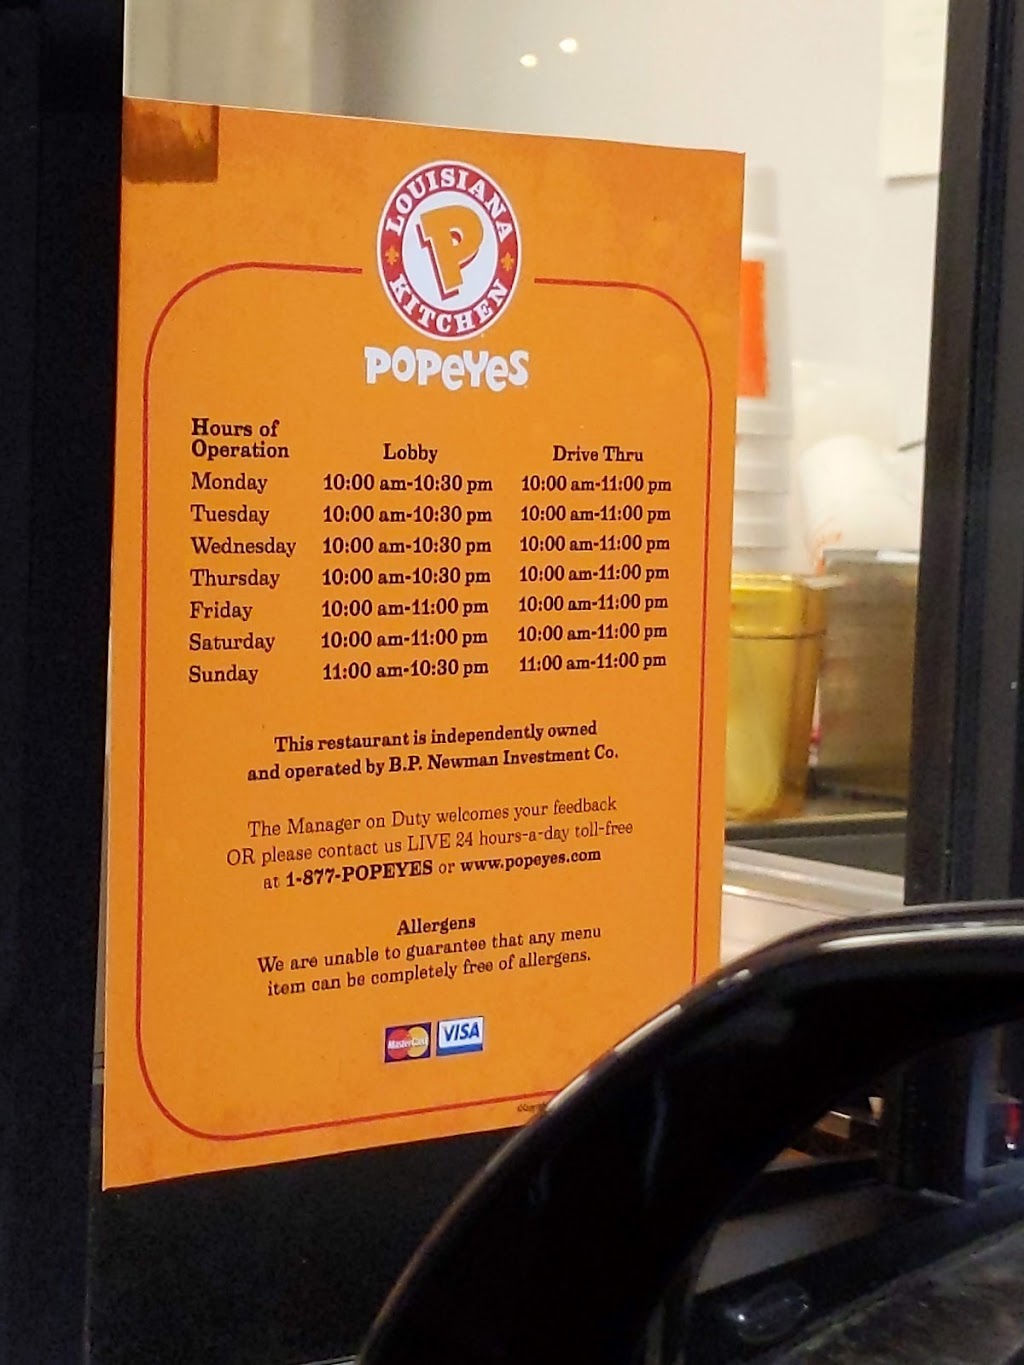 LOUISIANA
P
KITCHEN
POPEYES
Hours of
Operation Lobby Drive Thru
Monday 10:00 am-10:30 pm 10:00 am-11:00 pm
Tuesday 10:00 am-10:30 pm 10:00 am-11:00 pm
Wednesday 10:00 am-10:30 pm 10:00 am-11:00 pm
Thursday 10:00 am-10:30 pm 10:00 am-11:00 pm
Friday 10:00 am-11:00 pm 10:00 am-11:00 pm
Saturday 10:00 am-11:00 pm 10:00 am-11:00 pm
Sunday 11:00 am-10:30 pm 11:00 am-11:00 pm
This restaurant is independently owned
and operated by B.P. Newman Investment Co.
The Manager on Duty welcomes your feedback
OR please contact us LIVE 24 hours-a-day toll-free
at 1-877-POPEYES or www.popeyes.com
Allergens
We are unable to guarantee that any menu
item can be completely free of allergens.
MasterCard VISA